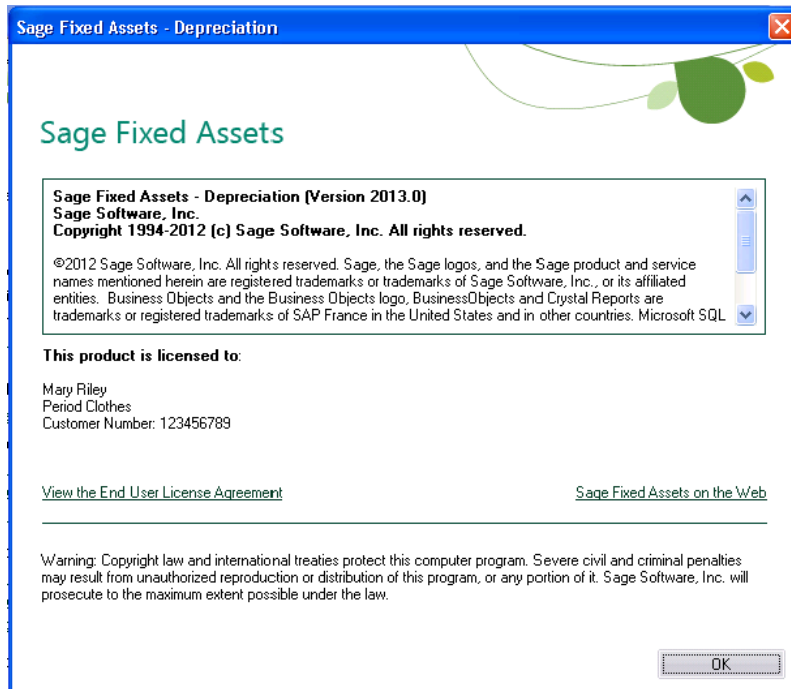 Sage Fixed Assets - Depreciation
Sage Fixed Assets
Sage Fixed Assets - Depreciation (Version 2013.0)
Sage Software, Inc.
Copyright 1994-2012 (c) Sage Software, Inc. All rights reserved.
©2012 Sage Software, Inc. All rights reserved. Sage, the Sage logos, and the Sage product and service
names mentioned herein are registered trademarks or trademarks of Sage Software, Inc., or its affiliated
entities. Business Objects and the Business Objects logo, BusinessObjects and Crystal Reports are
trademarks or registered trademarks of SAP France in the United States and in other countries. Microsoft SQL
This product is licensed to:
Mary Riley
Period Clothes
Customer Number: 123456789
View the End User License Agreement
Sage Fixed Assets on the Web
Warning: Copyright law and international treaties protect this computer program. Severe civil and criminal penalties
may result from unauthorized reproduction or distribution of this program, or any portion of it. Sage Software, Inc. will
prosecute to the maximum extent possible under the law.
OK